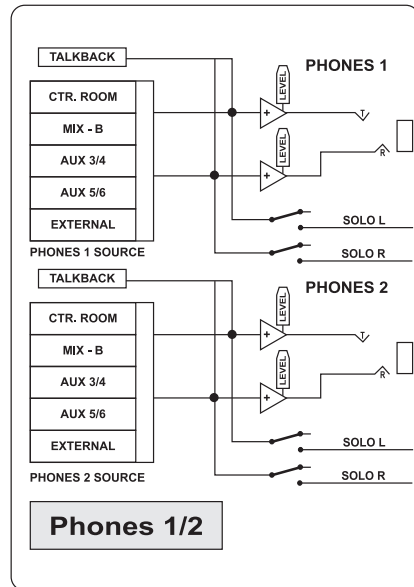 TALKBACK
PHONES 1
LEVEL
CTR. ROOM
+
T
MIX - B
LEVEL
AUX 3/4
+
R
AUX 5/6
EXTERNAL
SOLO L
PHONES 1 SOURCE
SOLO R
TALKBACK
PHONES 2
LEVEL
CTR. ROOM
+
T
MIX - B
LEVEL
AUX 3/4
+
R
AUX 5/6
EXTERNAL
SOLO L
PHONES 2 SOURCE
SOLO R
Phones 1/2